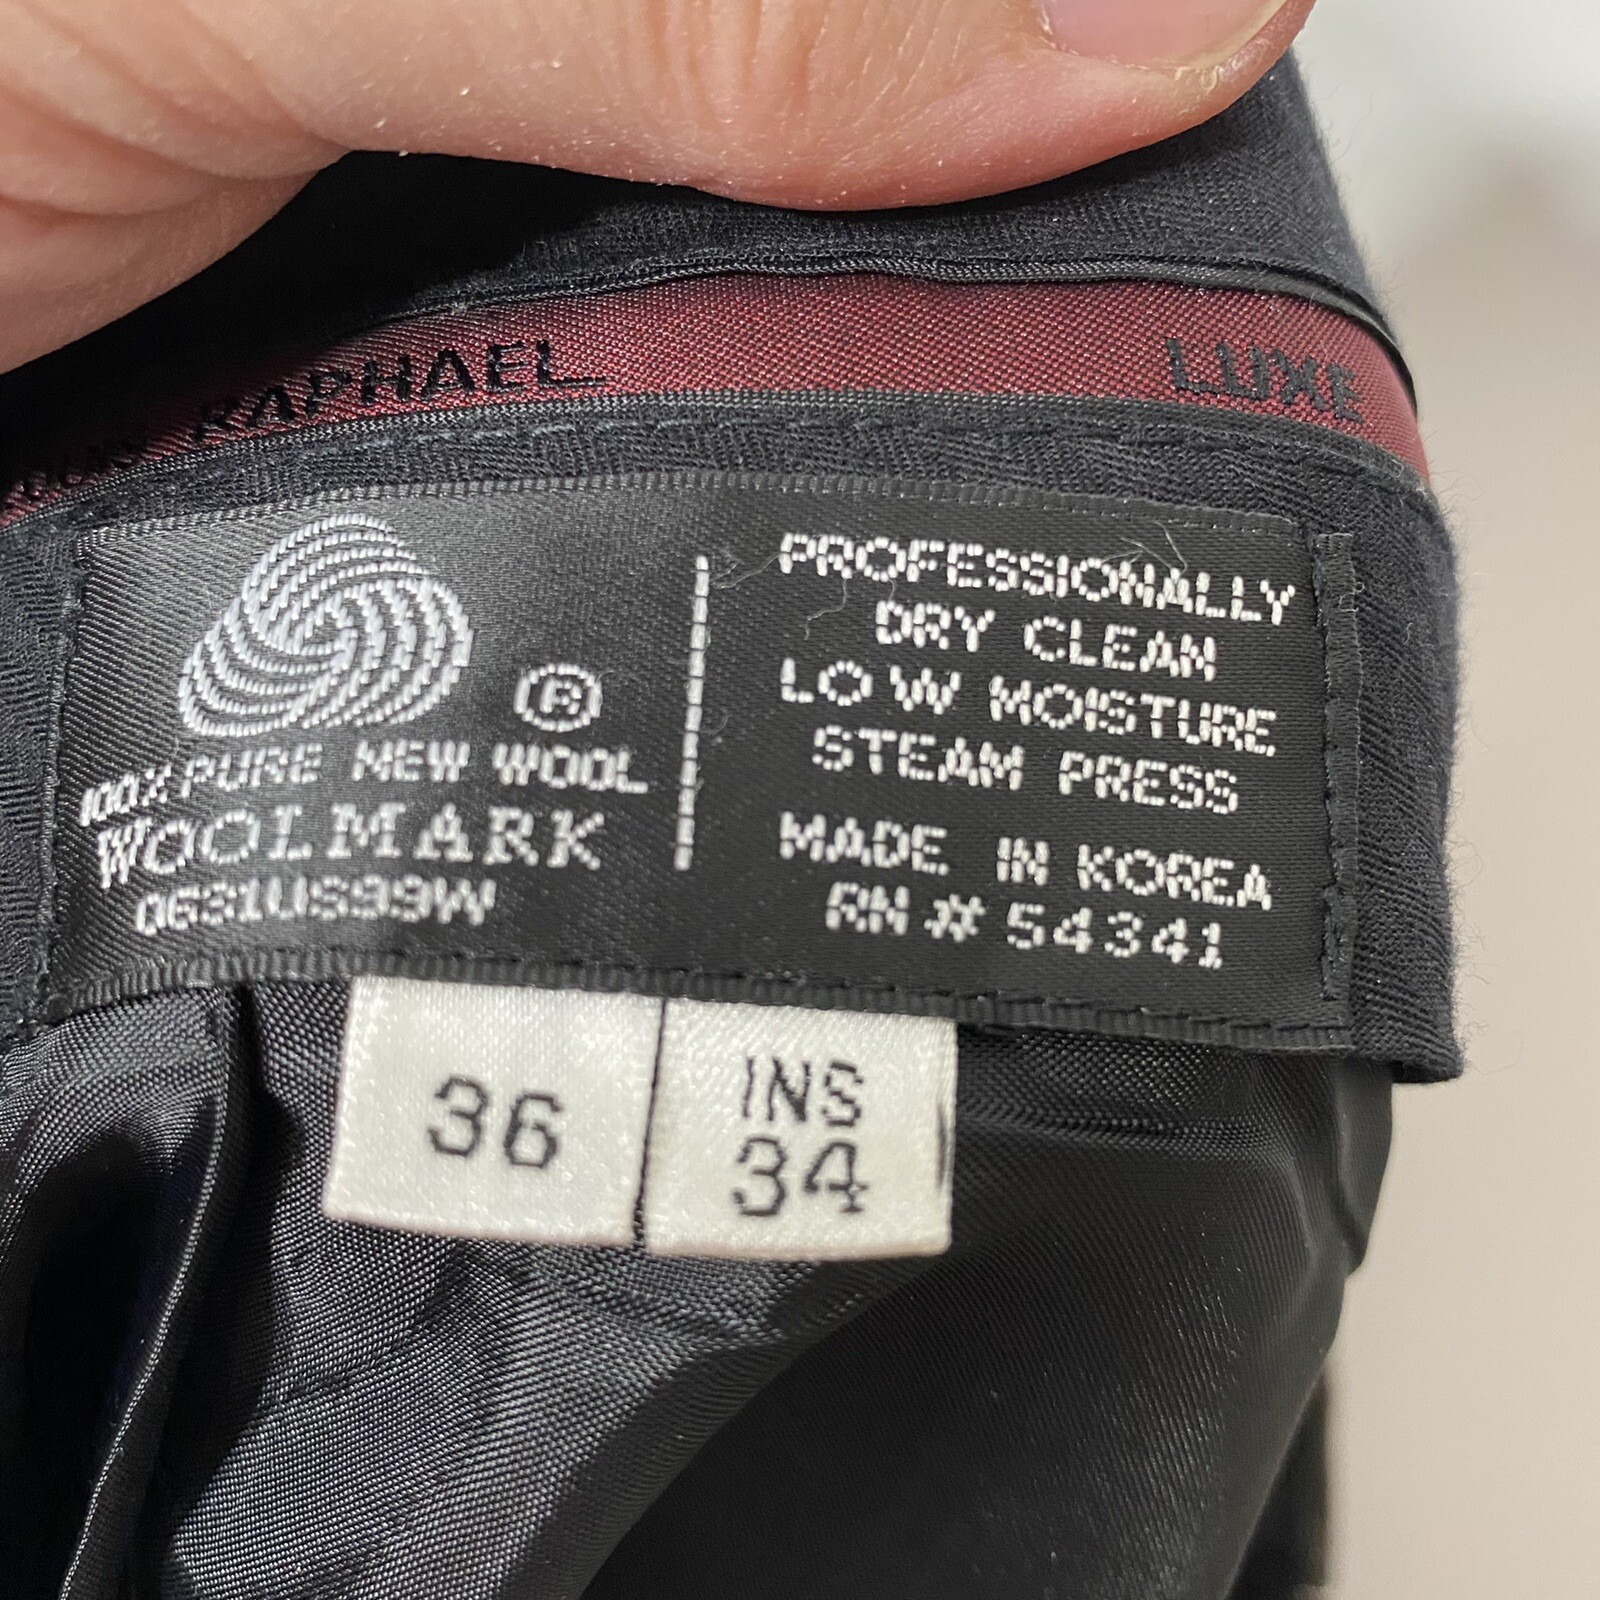 RAPHAEL LUXE
®
100% PURE NEW WOOL
WOOLMARK
0631US99W
PROFESSIONALLY
DRY CLEAN
LOW MOISTURE
STEAM PRESS
MADE IN KOREA
RN # 54341
36
INS
34